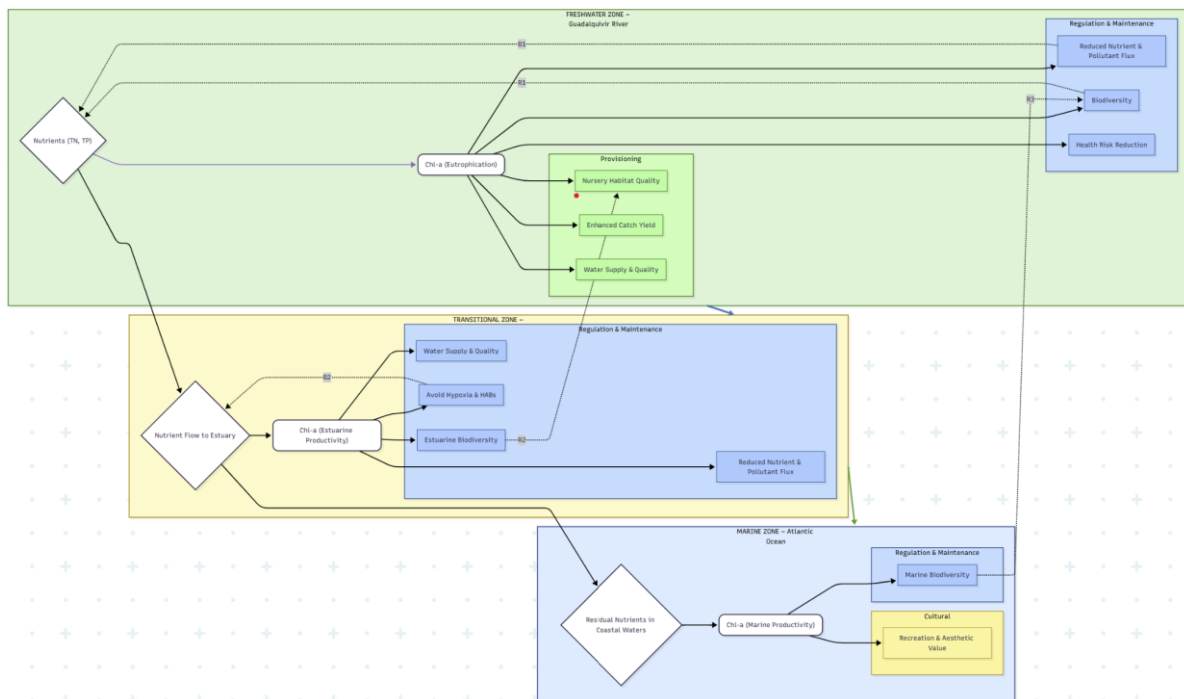 FRESHWATER ZONE –
Guadalquivir River
Regulation & Maintenance
B1
Reduced Nutrient &
Pollutant Flux
R1
Biodiversity
R3
Nutrients (TN, TP)
Chl-a (Eutrophication)
Health Risk Reduction
Provisioning
Nursery Habitat Quality
Enhanced Catch Yield
Water Supply & Quality
TRANSITIONAL ZONE –
Regulation & Maintenance
Water Supply & Quality
B2
Avoid Hypoxia & HABs
Nutrient Flow to Estuary
Chl-a (Estuarine
Productivity)
Estuarine Biodiversity
R2
Reduced Nutrient &
Pollutant Flux
MARINE ZONE – Atlantic
Ocean
Regulation & Maintenance
Marine Biodiversity
Residual Nutrients in
Coastal Waters
Chl-a (Marine Productivity)
Cultural
Recreation & Aesthetic
Value